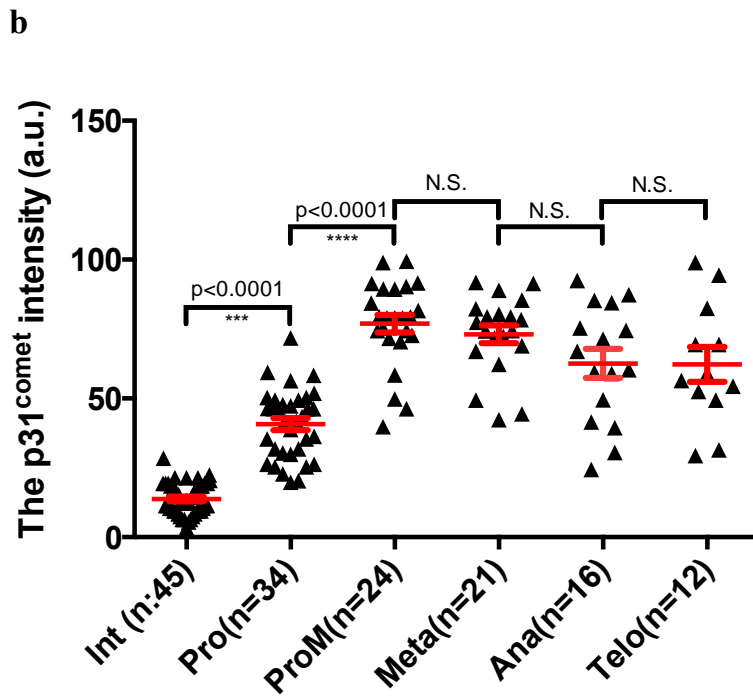 b
The p31comet intensity (a.u.)
150
100
50
0
p<0.0001
***
p<0.0001
****
N.S.
N.S.
N.S.
Int (n:45)
Pro(n=34)
ProM(n=24)
Meta(n=21)
Ana(n=16)
Telo(n=12)